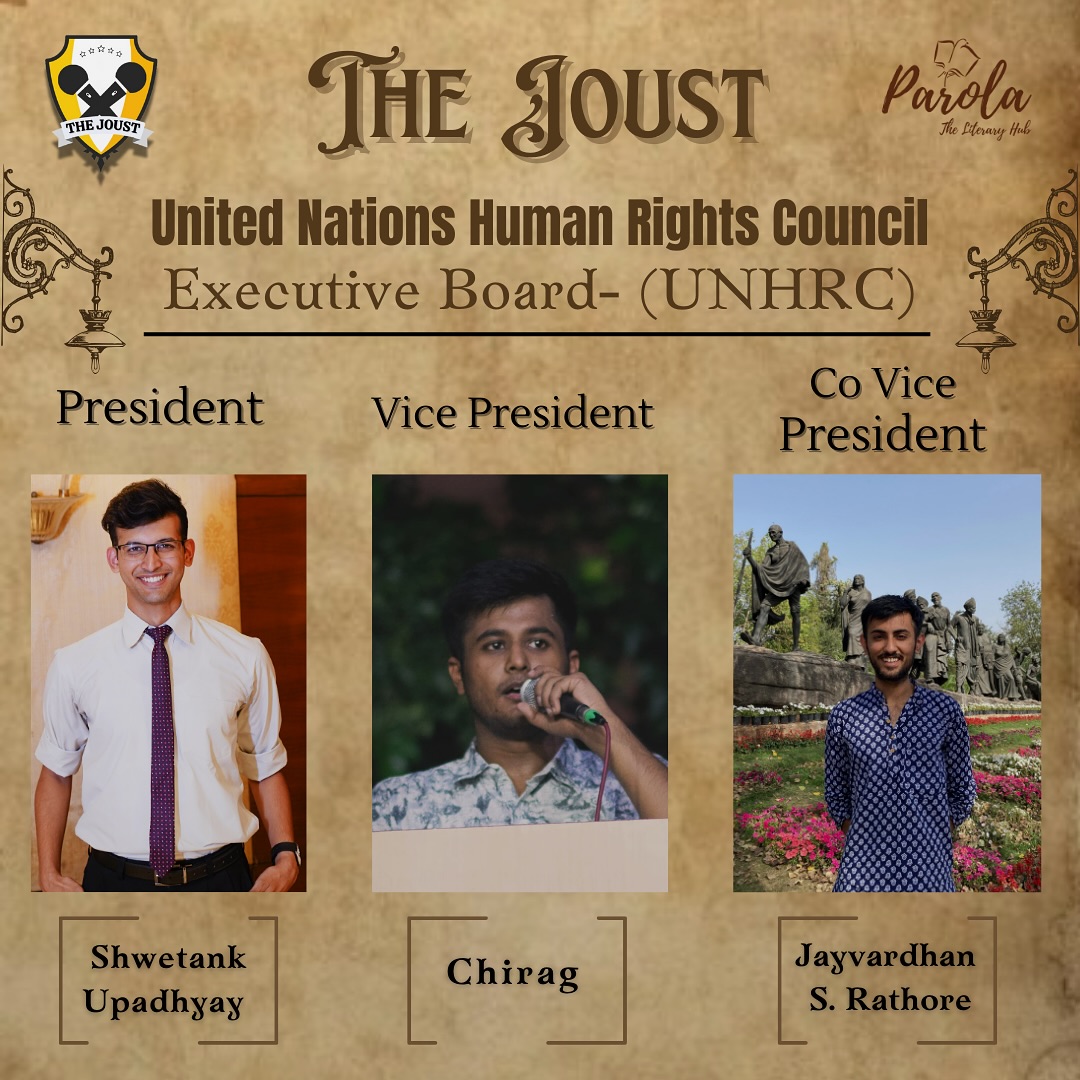 THE JOUST
The Joust
Parola
The Literary Hub
United Nations Human Rights Council
Executive Board- (UNHRC)
President
Vice President
Co Vice
President
Shwetank
Upadhyay
Chirag
Jayvardhan
S. Rathore